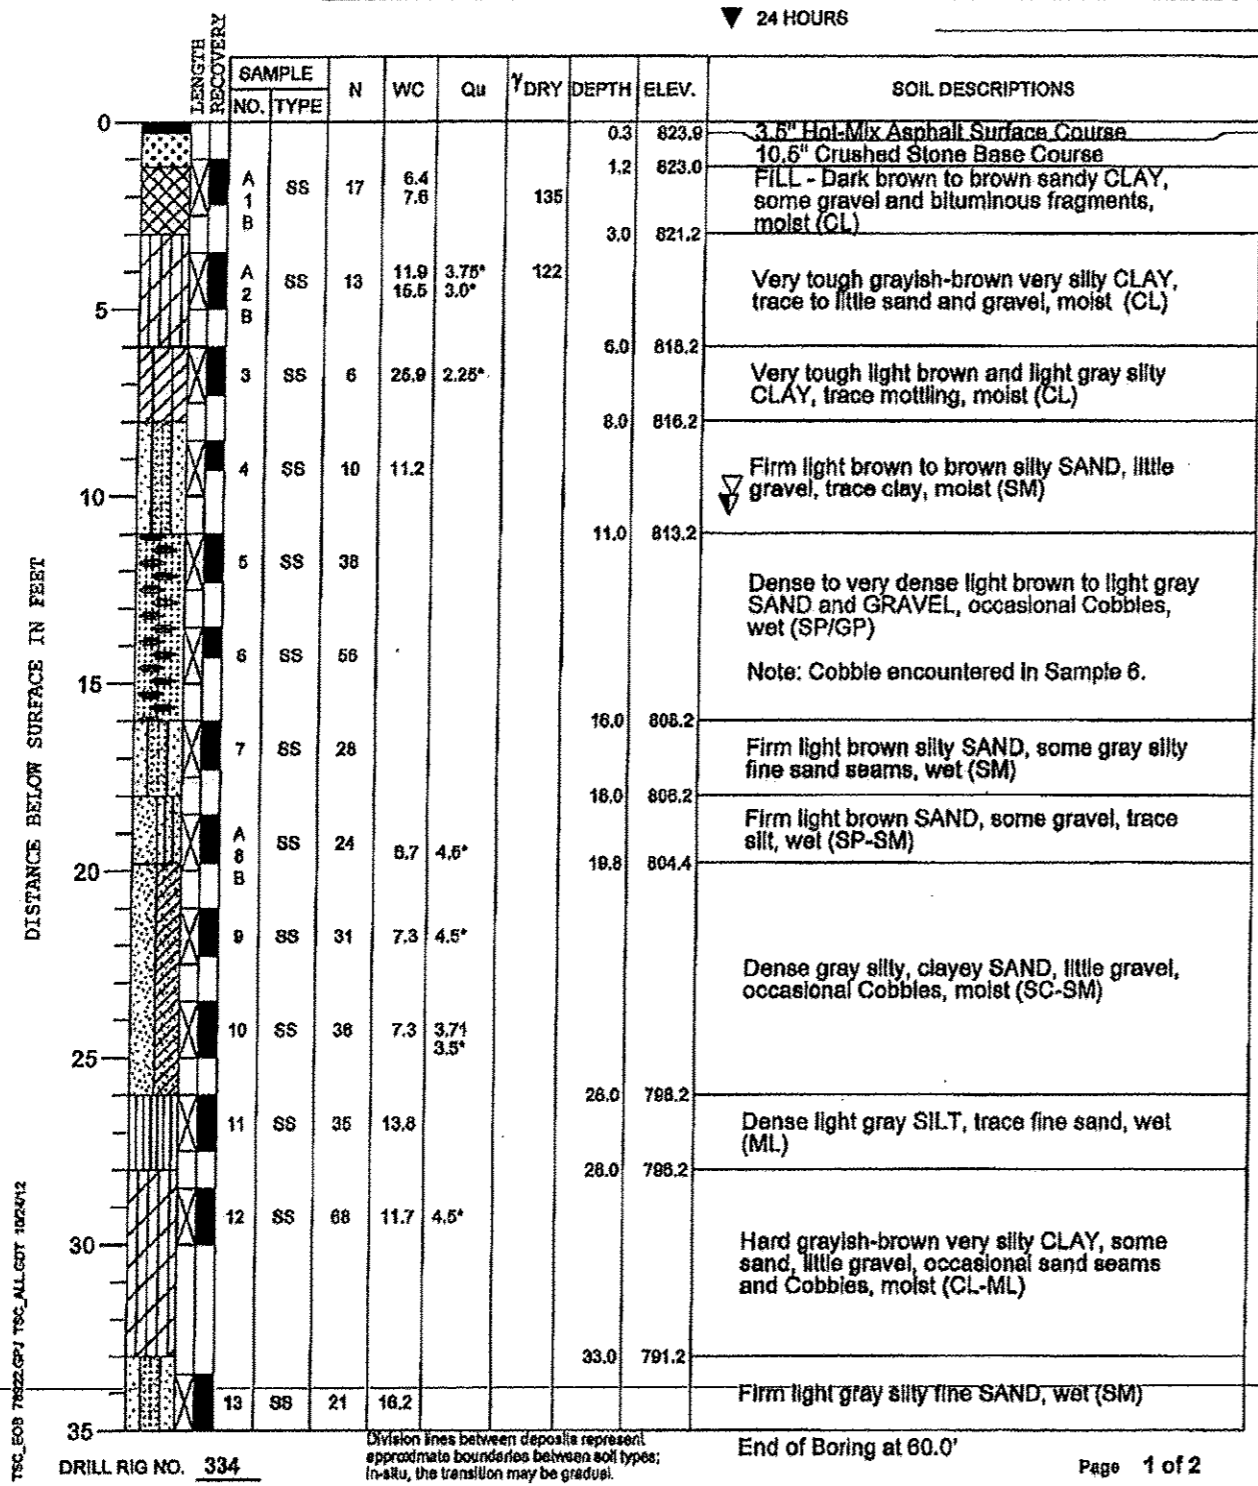 ▼ 24 HOURS
LENGTH
RECOVERY
SAMPLE
NO. TYPE N WC Qu γDRY DEPTH ELEV. SOIL DESCRIPTIONS
0
0.3 823.9 3.5" Hot-Mix Asphalt Surface Course
10.5" Crushed Stone Base Course
1.2 823.0
A
1 SS 17 6.4
7.6 135
B
FILL - Dark brown to brown sandy CLAY,
some gravel and bituminous fragments,
moist (CL)
3.0 821.2
A
2 SS 13 11.9 3.75* 122
15.5 3.0*
B
Very tough grayish-brown very silty CLAY,
trace to little sand and gravel, moist (CL)
5
6.0 818.2
3 SS 6 25.9 2.25*
Very tough light brown and light gray silty
CLAY, trace mottling, moist (CL)
8.0 816.2
4 SS 10 11.2
Firm light brown to brown silty SAND, little
gravel, trace clay, moist (SM)
10
11.0 813.2
5 SS 38
Dense to very dense light brown to light gray
SAND and GRAVEL, occasional Cobbles,
wet (SP/GP)
6 SS 56
Note: Cobble encountered in Sample 6.
15
16.0 808.2
7 SS 28
Firm light brown silty SAND, some gray silty
fine sand seams, wet (SM)
18.0 806.2
A
8 SS 24 8.7 4.5*
B
Firm light brown SAND, some gravel, trace
silt, wet (SP-SM)
19.8 804.4
20
9 SS 31 7.3 4.5*
Dense gray silty, clayey SAND, little gravel,
occasional Cobbles, moist (SC-SM)
10 SS 36 7.3 3.71
3.5*
25
26.0 798.2
11 SS 35 13.8
Dense light gray SILT, trace fine sand, wet
(ML)
28.0 796.2
12 SS 68 11.7 4.5*
30
Hard grayish-brown very silty CLAY, some
sand, little gravel, occasional sand seams
and Cobbles, moist (CL-ML)
33.0 791.2
13 SS 21 16.2
Firm light gray silty fine SAND, wet (SM)
35
DISTANCE BELOW SURFACE IN FEET
TSC_EOB 78922.GPJ TSC_ALL.GDT 10/24/12
DRILL RIG NO. 334
Division lines between deposits represent
approximate boundaries between soil types;
in-situ, the transition may be gradual.
End of Boring at 60.0'
Page 1 of 2